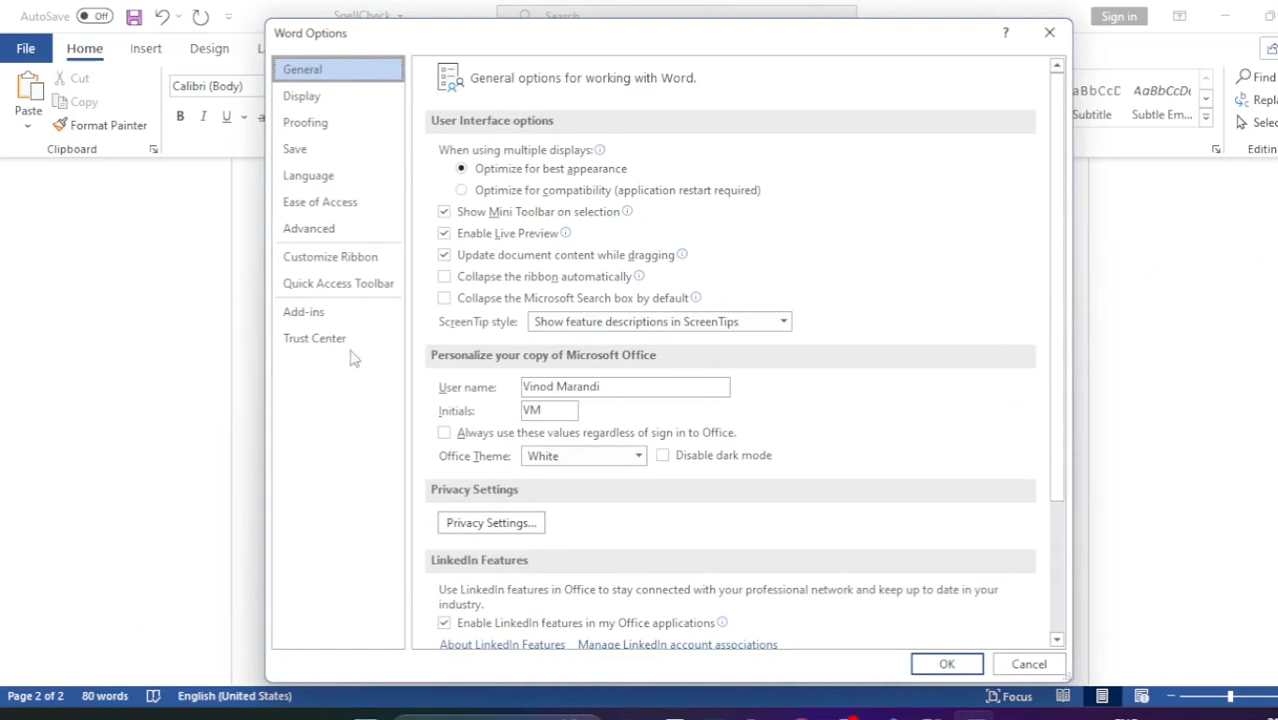 AutoSave Off SpellCheck Search Sign in
File Home Insert Design
Cut
Copy
Paste
Format Painter
Clipboard
Calibri (Body)
B I U
Subtitle
AaBbCcDc
Subtle Em...
Find
Repla
Selec
Editin
Word Options ?
General
Display
Proofing
Save
Language
Ease of Access
Advanced
Customize Ribbon
Quick Access Toolbar
Add-ins
Trust Center
General options for working with Word.
User Interface options
When using multiple displays:
Optimize for best appearance
Optimize for compatibility (application restart required)
Show Mini Toolbar on selection
Enable Live Preview
Update document content while dragging
Collapse the ribbon automatically
Collapse the Microsoft Search box by default
ScreenTip style: Show feature descriptions in ScreenTips
Personalize your copy of Microsoft Office
User name: Vinod Marandi
Initials: VM
Always use these values regardless of sign in to Office.
Office Theme: White Disable dark mode
Privacy Settings
Privacy Settings...
LinkedIn Features
Use LinkedIn features in Office to stay connected with your professional network and keep up to date in your
industry.
Enable LinkedIn features in my Office applications
About LinkedIn Features Manage LinkedIn account associations
OK Cancel
Page 2 of 2 80 words English (United States) Focus